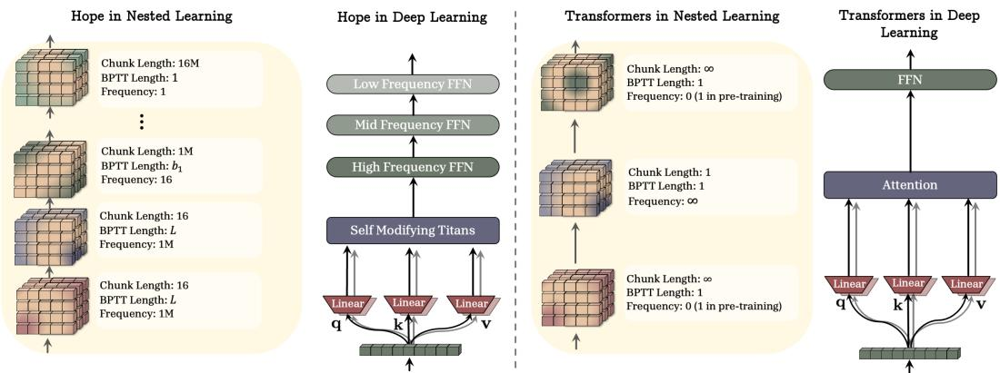 Hope in Nested Learning
Chunk Length: 16M
BPTT Length: 1
Frequency: 1
Chunk Length: 1M
BPTT Length: b₁
Frequency: 16
Chunk Length: 16
BPTT Length: L
Frequency: 1M
Chunk Length: 16
BPTT Length: L
Frequency: 1M
Hope in Deep Learning
Low Frequency FFN
Mid Frequency FFN
High Frequency FFN
Self Modifying Titans
Linear Linear Linear
q k v
Transformers in Nested Learning
Chunk Length: ∞
BPTT Length: 1
Frequency: 0 (1 in pre-training)
Chunk Length: 1
BPTT Length: 1
Frequency: ∞
Chunk Length: ∞
BPTT Length: 1
Frequency: 0 (1 in pre-training)
Transformers in Deep
Learning
FFN
Attention
Linear Linear Linear
q k v